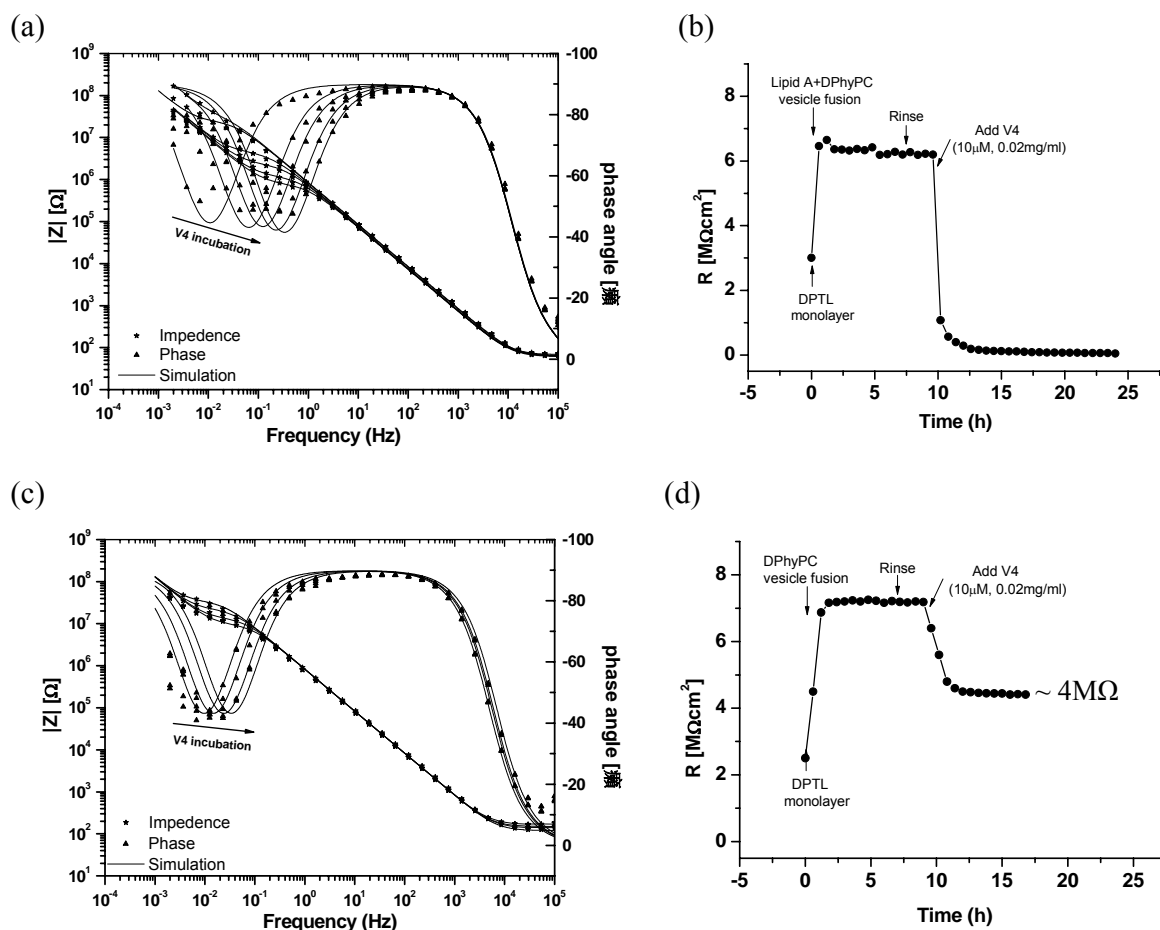 (a)
10⁹
10⁸
10⁷
10⁶
10⁵
10⁴
10³
10²
10¹
|Z| [Ω]
-100
-80
-60
-40
-20
0
phase angle
V4 incubation
Impedence
Phase
Simulation
10⁻⁴ 10⁻³ 10⁻² 10⁻¹ 10⁰ 10¹ 10² 10³ 10⁴ 10⁵
Frequency (Hz)
(b)
8
6
4
2
0
R [MΩcm²]
Lipid A+DPhyPC
vesicle fusion
Rinse
Add V4
(10µM, 0.02mg/ml)
DPTL
monolayer
-5 0 5 10 15 20 25
Time (h)
(c)
10⁹
10⁸
10⁷
10⁶
10⁵
10⁴
10³
10²
10¹
|Z| [Ω]
-100
-80
-60
-40
-20
0
phase angle
V4 incubation
Impedence
Phase
Simulation
10⁻⁴ 10⁻³ 10⁻² 10⁻¹ 10⁰ 10¹ 10² 10³ 10⁴ 10⁵
Frequency (Hz)
(d)
10
8
6
4
2
0
R [MΩcm²]
DPhyPC
vesicle fusion
Rinse
Add V4
(10µM, 0.02mg/ml)
~ 4MΩ
DPTL
monolayer
-5 0 5 10 15 20 25
Time (h)